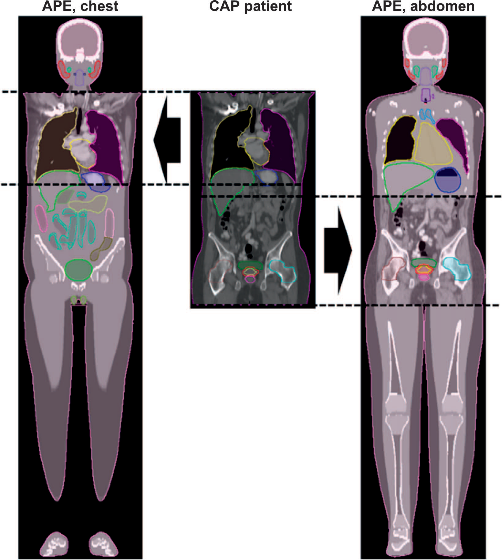 APE, chest
CAP patient
APE, abdomen